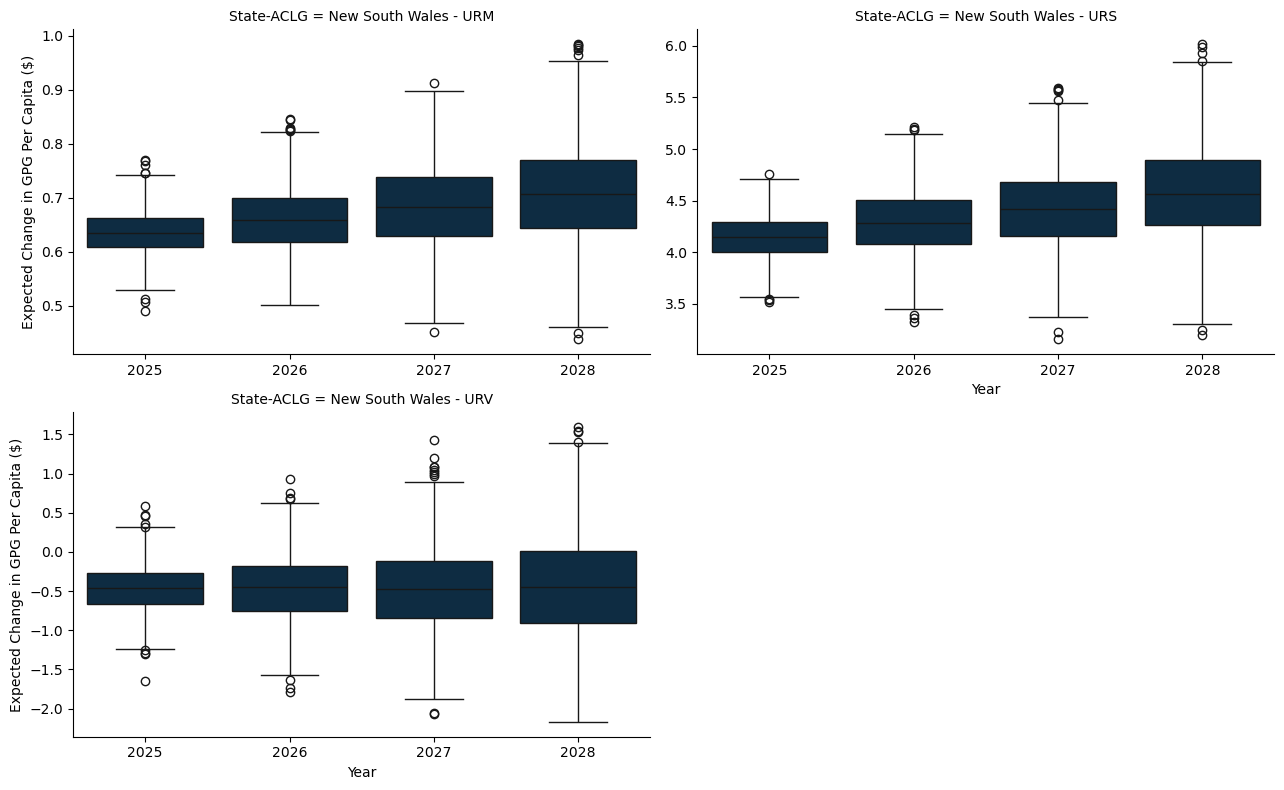 State-ACLG = New South Wales - URM
Expected Change in GPG Per Capita ($)
1.0
0.9
0.8
0.7
0.6
0.5
2025 2026 2027 2028
State-ACLG = New South Wales - URS
6.0
5.5
5.0
4.5
4.0
3.5
2025 2026 2027 2028
Year
State-ACLG = New South Wales - URV
Expected Change in GPG Per Capita ($)
1.5
1.0
0.5
0.0
−0.5
−1.0
−1.5
−2.0
2025 2026 2027 2028
Year